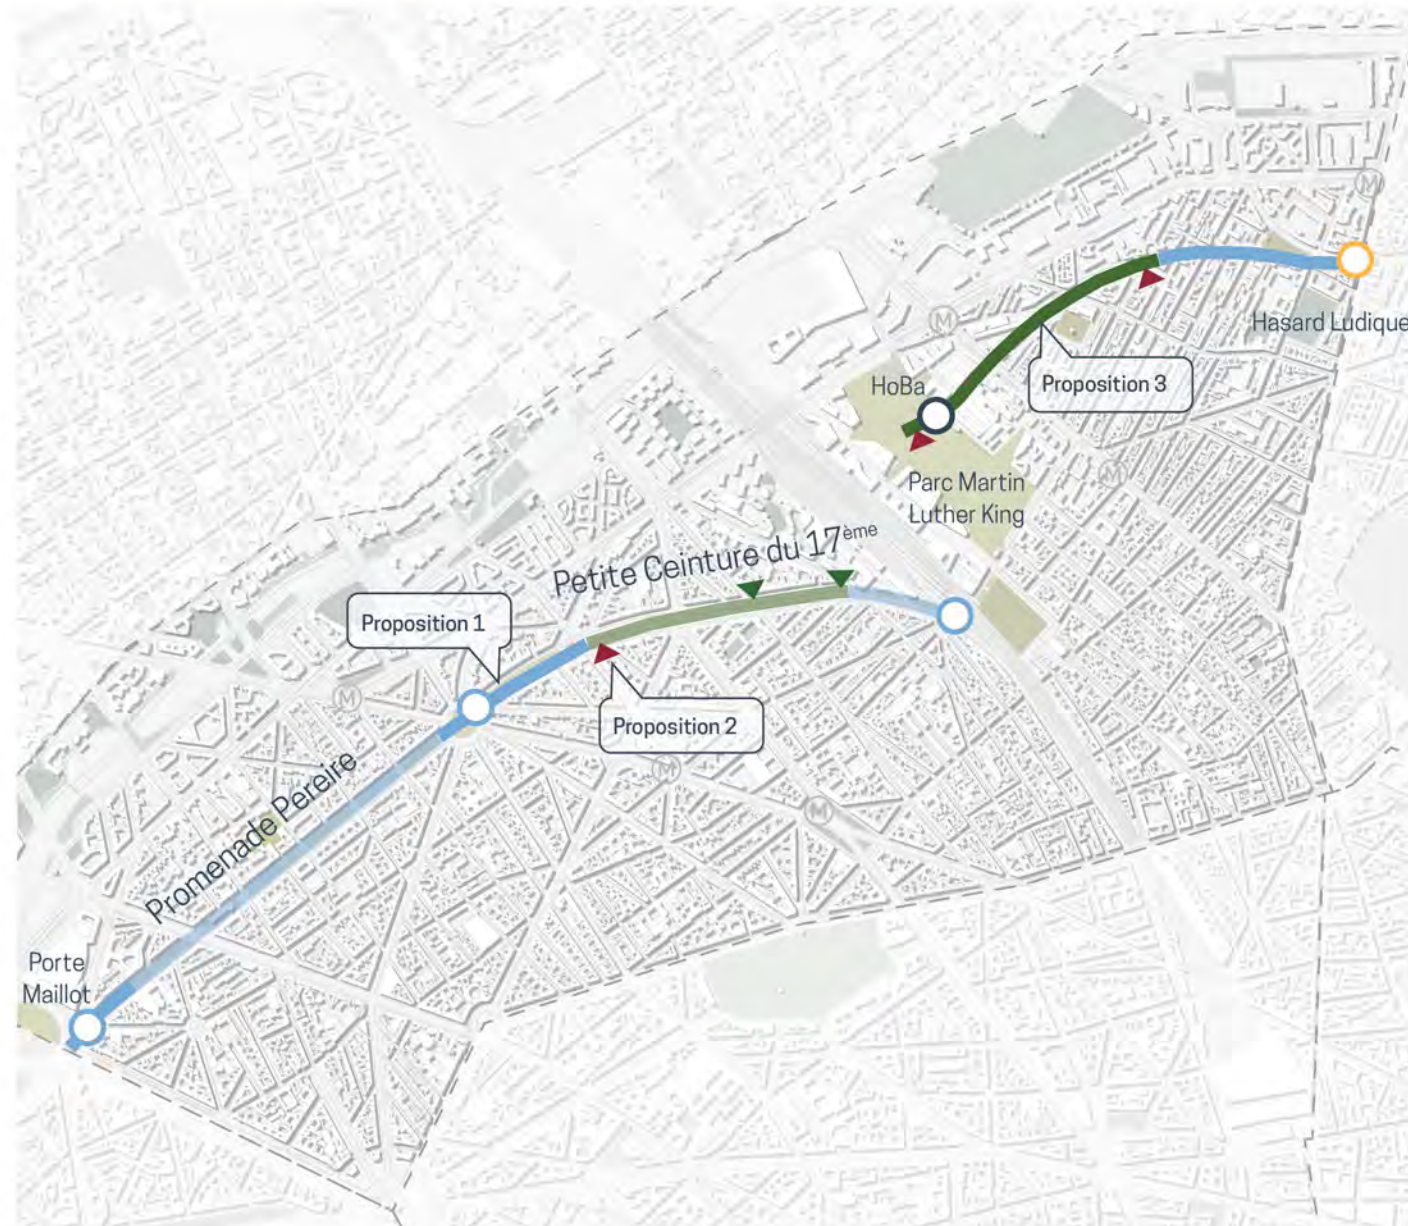 M
Hasard Ludique
M
Proposition 3
HoBa
M
Parc Martin
Luther King
Petite Ceinture du 17ème
Proposition 1
M
Proposition 2
M
Promenade Pereire
M
Porte
Maillot